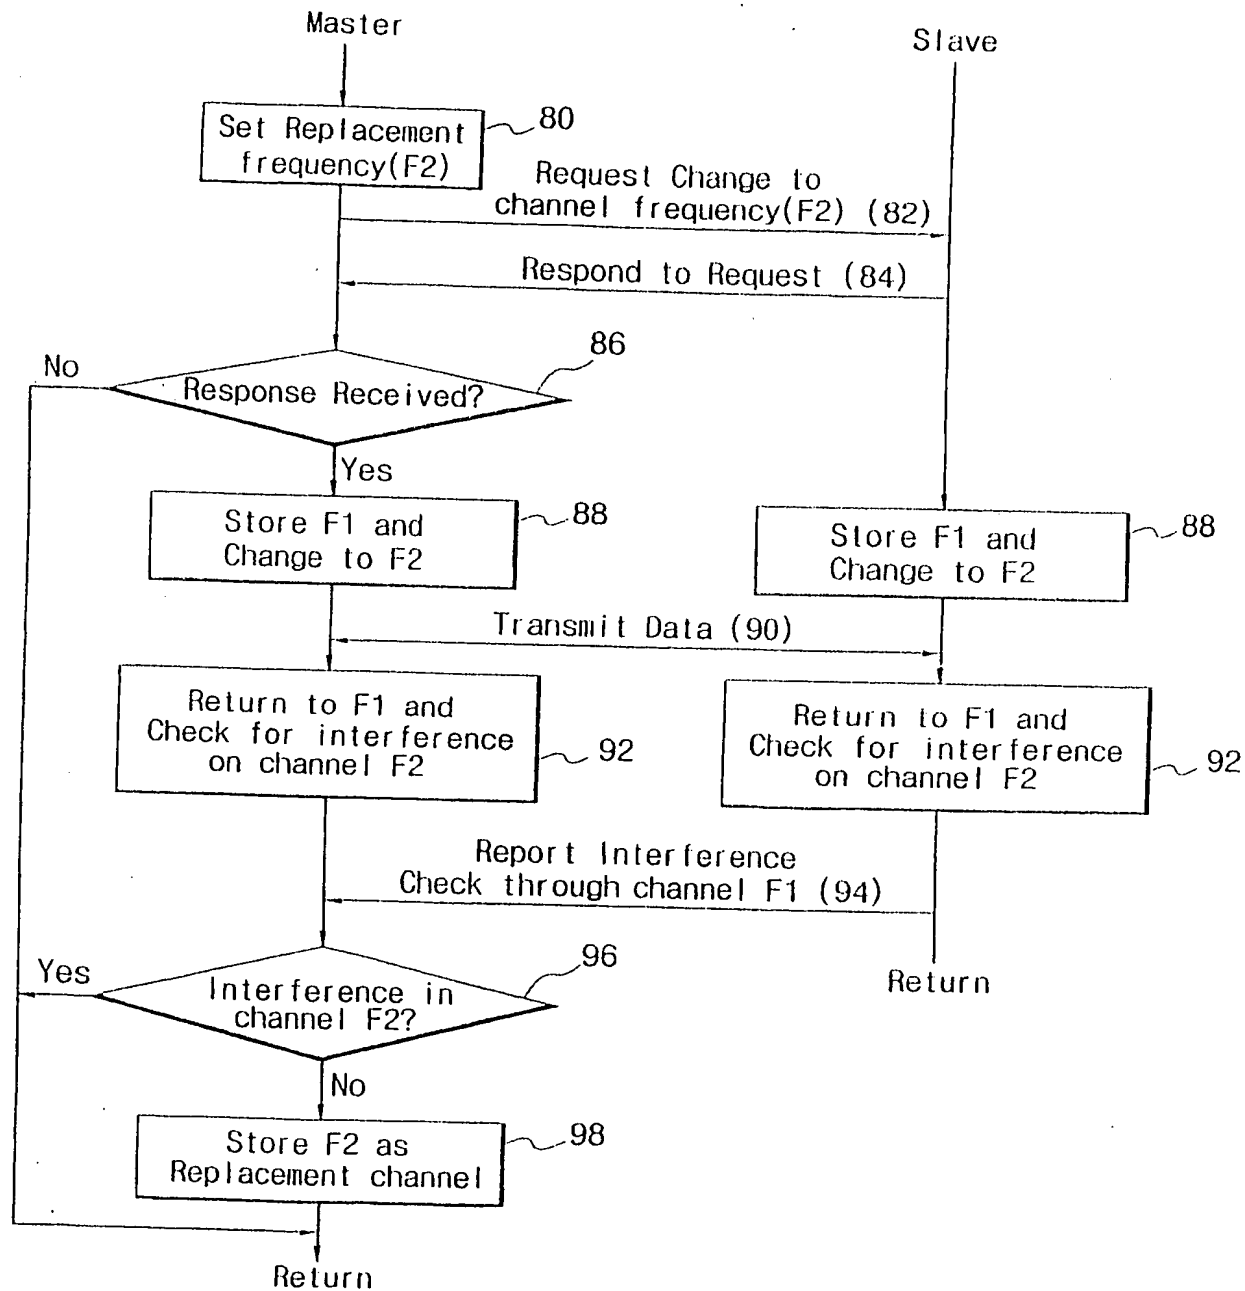 Master
Slave
Set Replacement
frequency(F2)
80
Request Change to
channel frequency(F2) (82)
Respond to Request (84)
86
No
Response Received?
Yes
Store F1 and
Change to F2
88
Store F1 and
Change to F2
88
Transmit Data (90)
Return to F1 and
Check for interference
on channel F2
92
Return to F1 and
Check for interference
on channel F2
92
Report Interference
Check through channel F1 (94)
96
Yes
Interference in
channel F2?
Return
No
Store F2 as
Replacement channel
98
Return